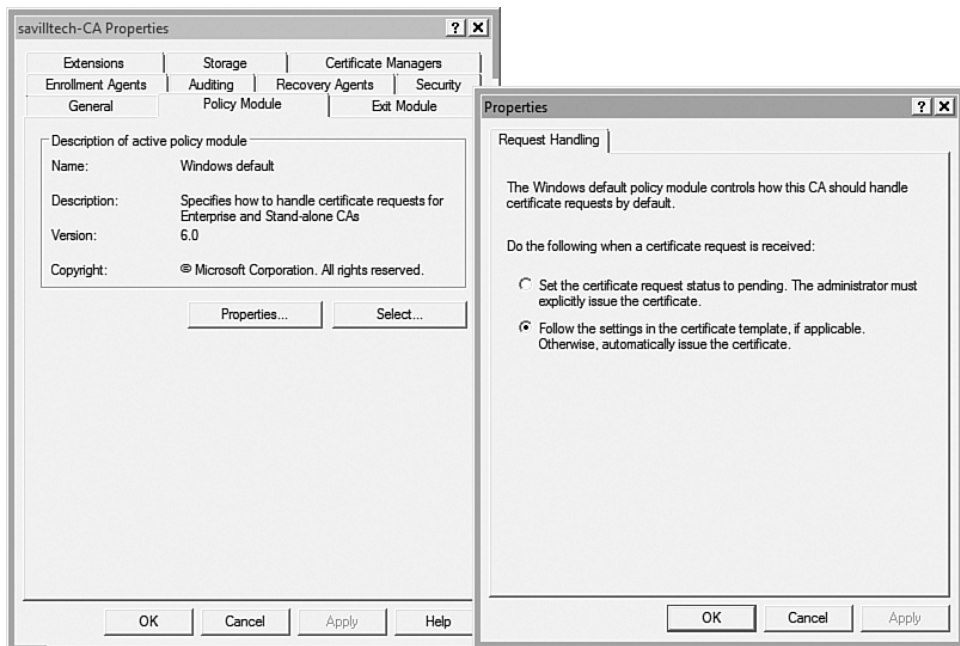 savilltech-CA Properties
Extensions Storage Certificate Managers
Enrollment Agents Auditing Recovery Agents Security
General Policy Module Exit Module
Description of active policy module
Name: Windows default
Description: Specifies how to handle certificate requests for
Enterprise and Stand-alone CAs
Version: 6.0
Copyright: © Microsoft Corporation. All rights reserved.
Properties... Select...
OK Cancel Apply Help
Properties
Request Handling
The Windows default policy module controls how this CA should handle
certificate requests by default.
Do the following when a certificate request is received:
Set the certificate request status to pending. The administrator must
explicitly issue the certificate.
Follow the settings in the certificate template, if applicable.
Otherwise, automatically issue the certificate.
OK Cancel Apply